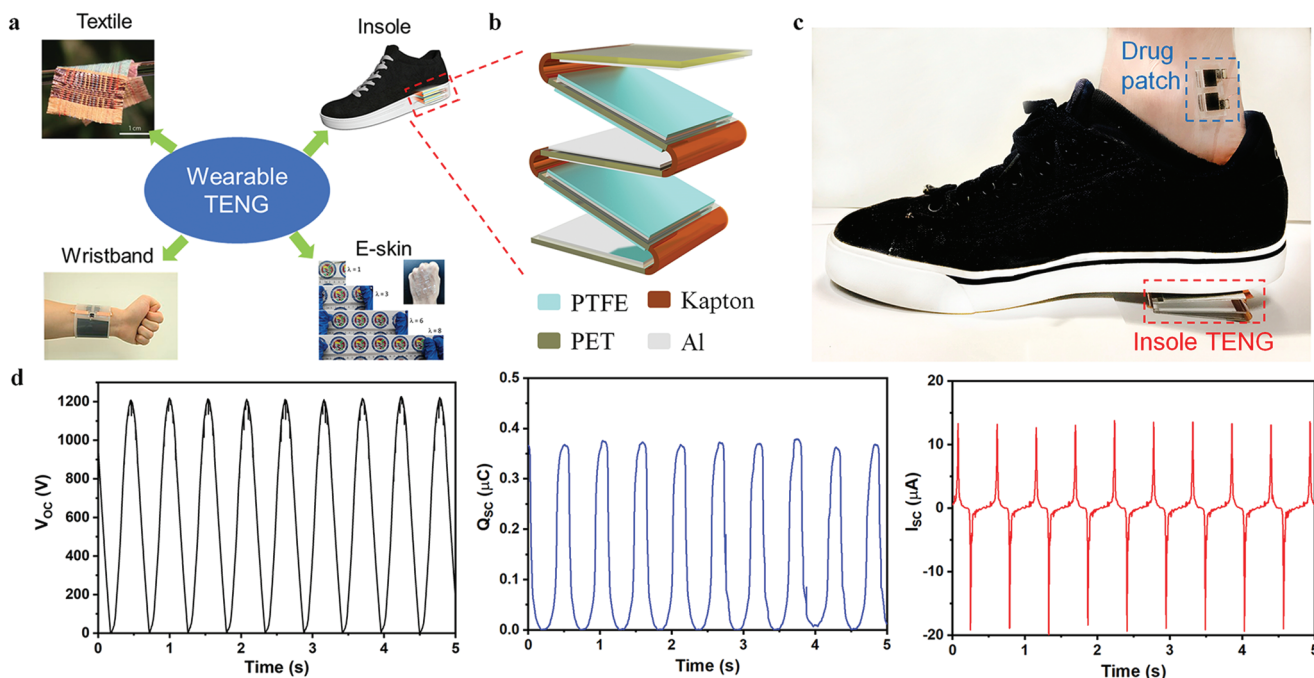 a
Textile
1 cm
Insole
Wearable
TENG
Wristband
E-skin
λ = 1
λ = 3
λ = 6
λ = 8
b
PTFE
Kapton
PET
Al
c
Drug
patch
Insole TENG
d
V_OC (V)
1200
1000
800
600
400
200
0
0 1 2 3 4 5
Time (s)
Q_SC (μC)
0.5
0.4
0.3
0.2
0.1
0.0
0 1 2 3 4 5
Time (s)
I_SC (μA)
20
10
0
-10
-20
0 1 2 3 4 5
Time (s)